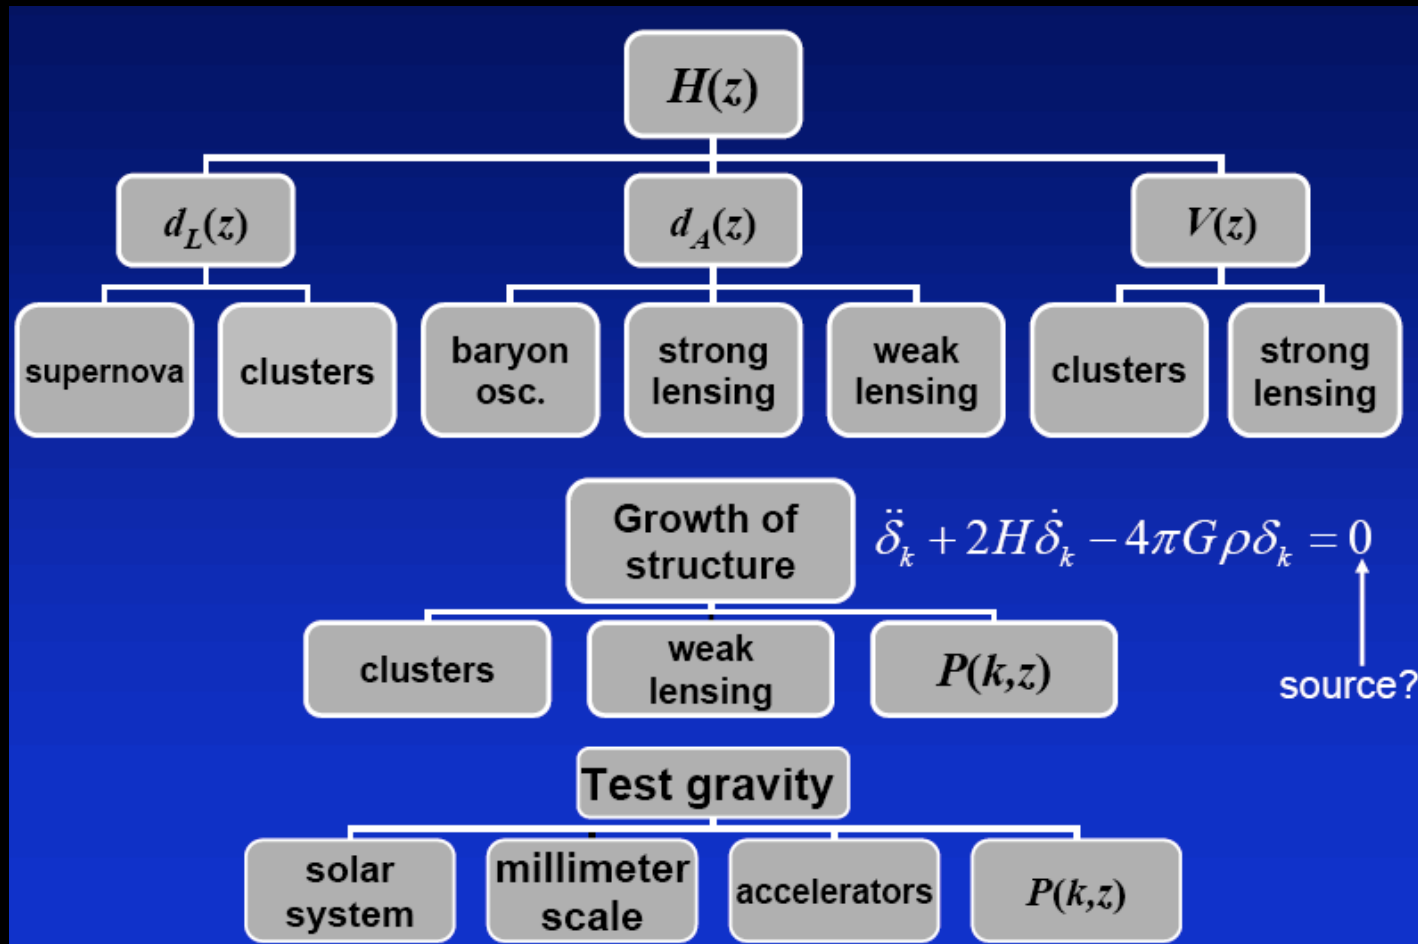 H(z)
d_L(z)
d_A(z)
V(z)
supernova
clusters
baryon
osc.
strong
lensing
weak
lensing
clusters
strong
lensing
Growth of
structure
δ̈_k + 2Hδ̇_k − 4πGρδ_k = 0
source?
clusters
weak
lensing
P(k,z)
Test gravity
solar
system
millimeter
scale
accelerators
P(k,z)